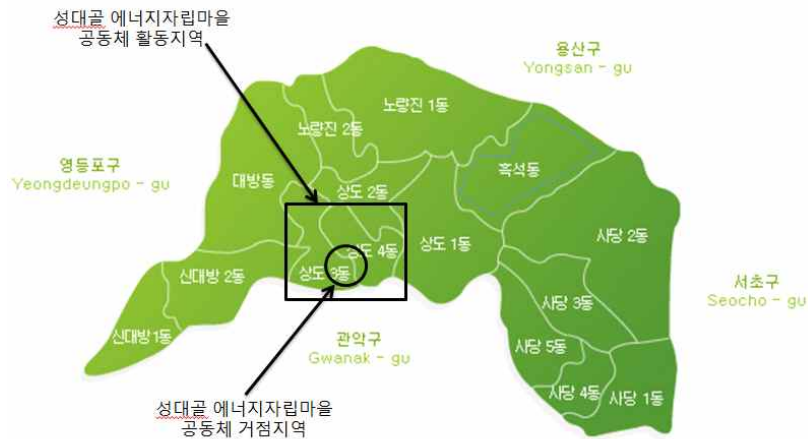 성대골 에너지자립마을
공동체 활동지역
용산구
Yongsan - gu
노량진 1동
노량진 2동
흑석동
영등포구
Yeongdeungpo - gu
대방동
상도 2동
사당 2동
상도 1동
상도 4동
상도 3동
신대방 2동
서초구
Seocho - gu
사당 3동
신대방 1동
관악구
Gwanak - gu
사당 5동
사당 4동
사당 1동
성대골 에너지자립마을
공동체 거점지역